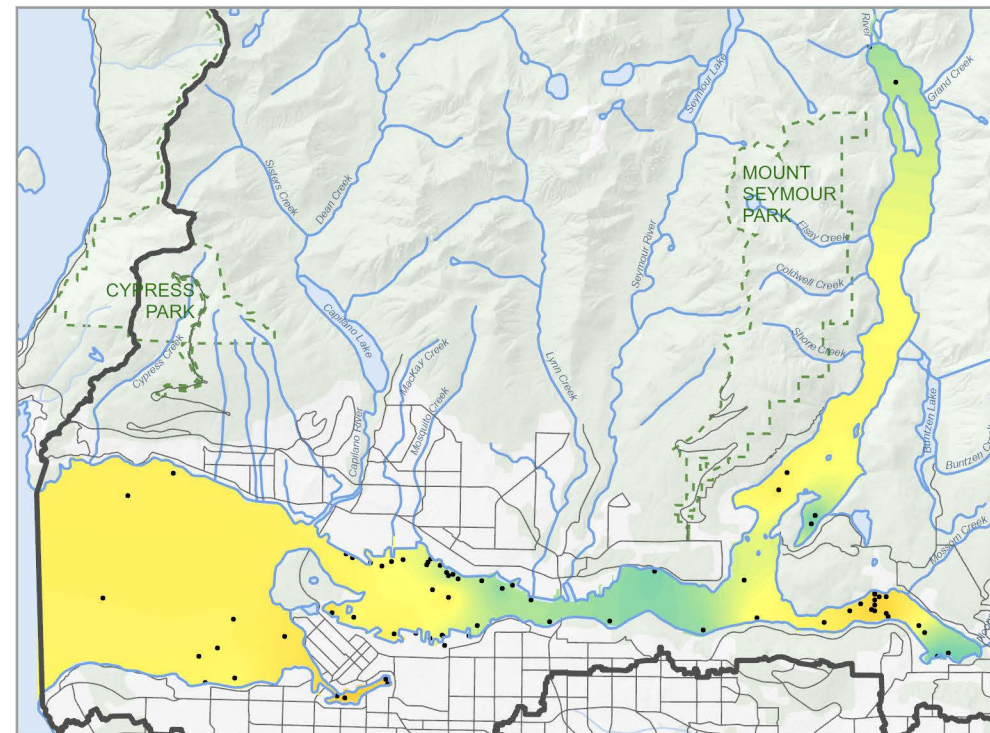 River
Grand Creek
Seymour Lake
Sisters Creek
Dean Creek
MOUNT
SEYMOUR
PARK
Elsay Creek
Seymour River
Coldwell Creek
CYPRESS
PARK
Capilano Lake
Shone Creek
Cypress Creek
MacKay Creek
Lynn Creek
Mosquito Creek
Buntzen Lake
Capilano River
Buntzen
Mossom Creek